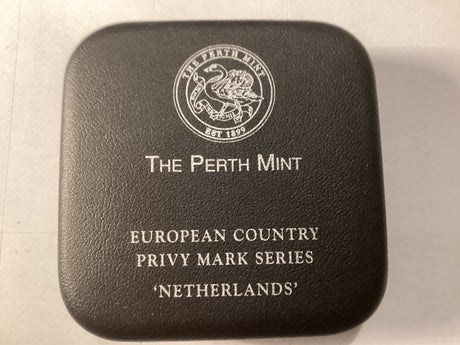 THE PERTH MINT
EST 1899
THE PERTH MINT
EUROPEAN COUNTRY
PRIVY MARK SERIES
'NETHERLANDS'